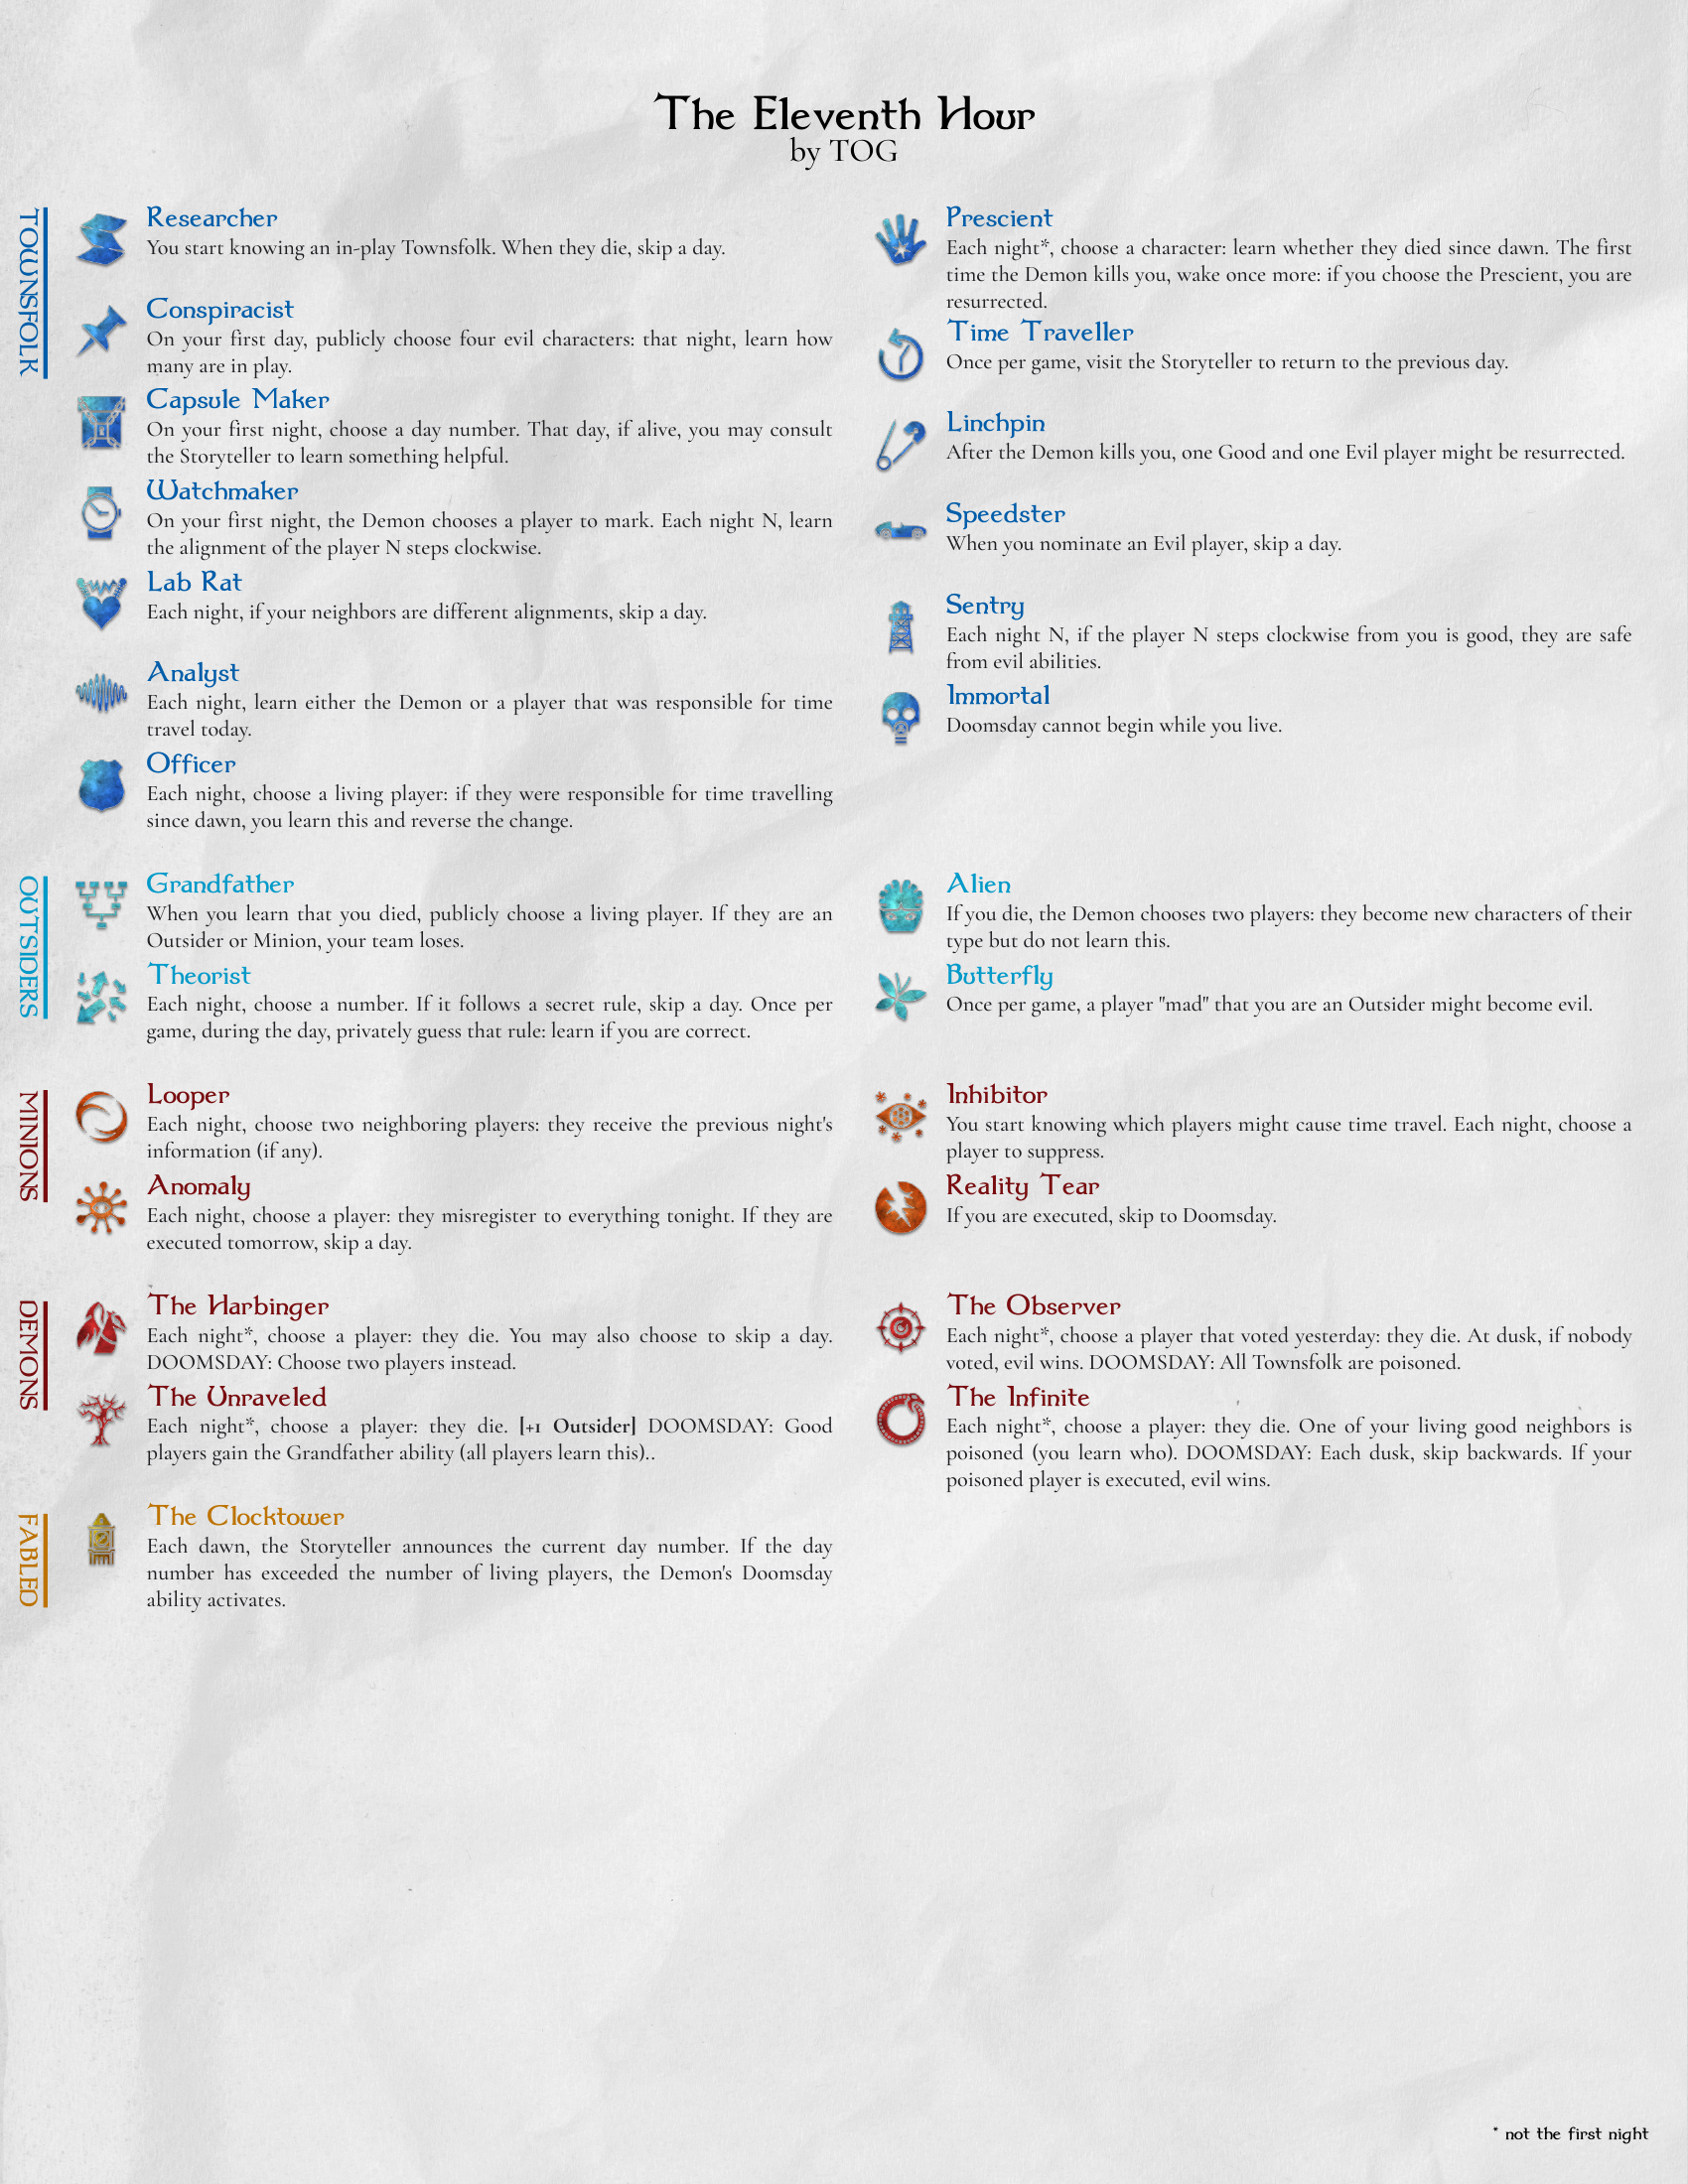 The Eleventh Hour
by TOG
TOWNSFOLK
Researcher
You start knowing an in-play Townsfolk. When they die, skip a day.
Conspiracist
On your first day, publicly choose four evil characters: that night, learn how
many are in play.
Capsule Maker
On your first night, choose a day number. That day, if alive, you may consult
the Storyteller to learn something helpful.
Watchmaker
On your first night, the Demon chooses a player to mark. Each night N, learn
the alignment of the player N steps clockwise.
Lab Rat
Each night, if your neighbors are different alignments, skip a day.
Analyst
Each night, learn either the Demon or a player that was responsible for time
travel today.
Officer
Each night, choose a living player: if they were responsible for time travelling
since dawn, you learn this and reverse the change.
Prescient
Each night*, choose a character: learn whether they died since dawn. The first
time the Demon kills you, wake once more: if you choose the Prescient, you are
resurrected.
Time Traveller
Once per game, visit the Storyteller to return to the previous day.
Linchpin
After the Demon kills you, one Good and one Evil player might be resurrected.
Speedster
When you nominate an Evil player, skip a day.
Sentry
Each night N, if the player N steps clockwise from you is good, they are safe
from evil abilities.
Immortal
Doomsday cannot begin while you live.
OUTSIDERS
Grandfather
When you learn that you died, publicly choose a living player. If they are an
Outsider or Minion, your team loses.
Theorist
Each night, choose a number. If it follows a secret rule, skip a day. Once per
game, during the day, privately guess that rule: learn if you are correct.
Alien
If you die, the Demon chooses two players: they become new characters of their
type but do not learn this.
Butterfly
Once per game, a player "mad" that you are an Outsider might become evil.
MINIONS
Looper
Each night, choose two neighboring players: they receive the previous night's
information (if any).
Anomaly
Each night, choose a player: they misregister to everything tonight. If they are
executed tomorrow, skip a day.
Inhibitor
You start knowing which players might cause time travel. Each night, choose a
player to suppress.
Reality Tear
If you are executed, skip to Doomsday.
DEMONS
The Harbinger
Each night*, choose a player: they die. You may also choose to skip a day.
DOOMSDAY: Choose two players instead.
The Unraveled
Each night*, choose a player: they die. [+1 Outsider] DOOMSDAY: Good
players gain the Grandfather ability (all players learn this)..
The Observer
Each night*, choose a player that voted yesterday: they die. At dusk, if nobody
voted, evil wins. DOOMSDAY: All Townsfolk are poisoned.
The Infinite
Each night*, choose a player: they die. One of your living good neighbors is
poisoned (you learn who). DOOMSDAY: Each dusk, skip backwards. If your
poisoned player is executed, evil wins.
FABLED
The Clocktower
Each dawn, the Storyteller announces the current day number. If the day
number has exceeded the number of living players, the Demon's Doomsday
ability activates.
* not the first night